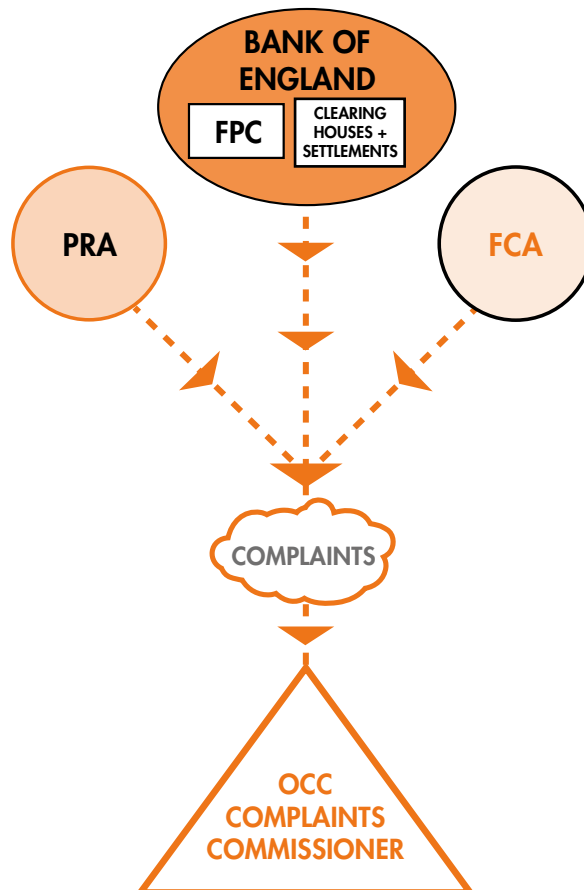 BANK OF
ENGLAND
FPC
CLEARING
HOUSES +
SETTLEMENTS
PRA
FCA
COMPLAINTS
OCC
COMPLAINTS
COMMISSIONER